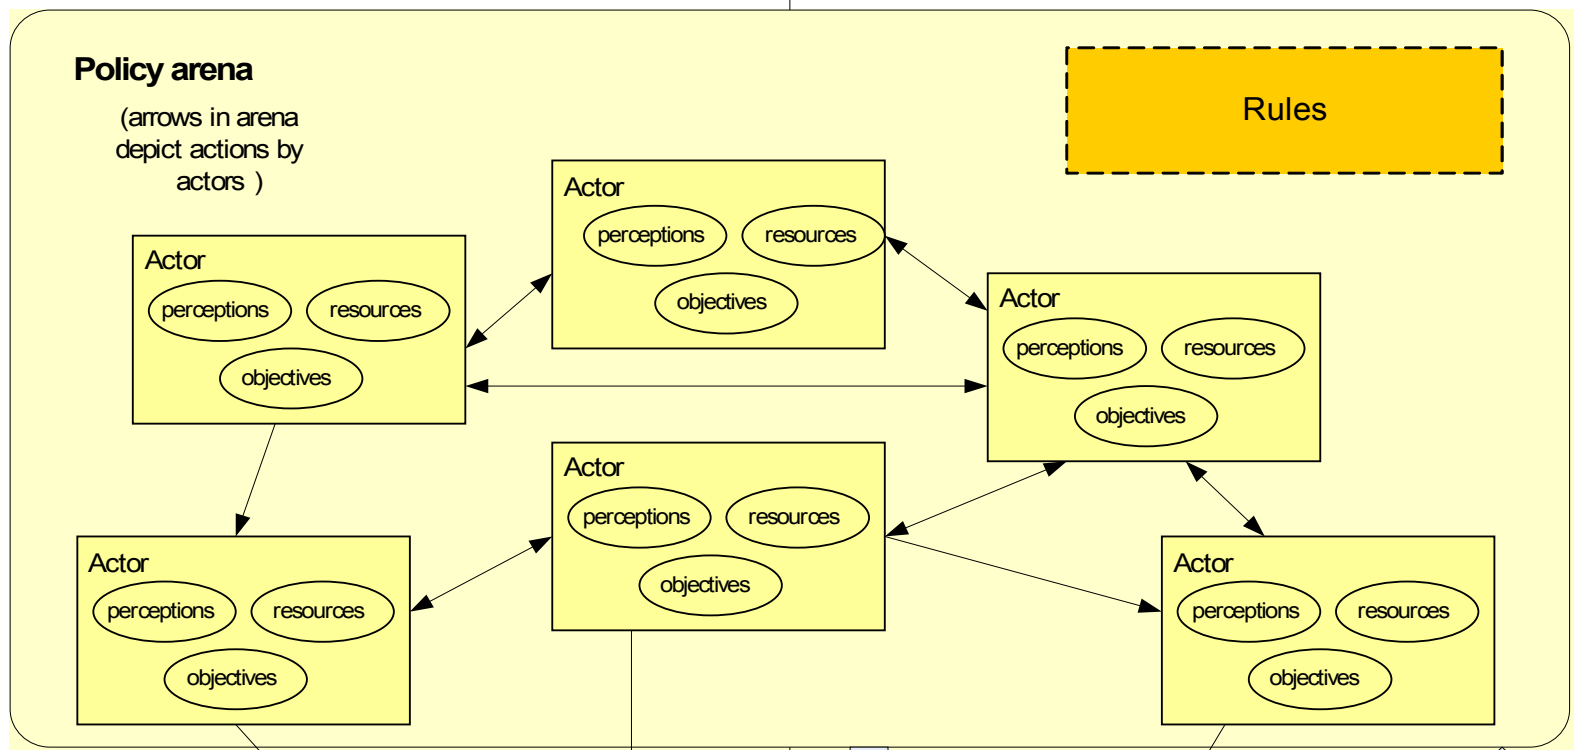 Policy arena
(arrows in arena
depict actions by
actors )
Rules
Actor
perceptions
resources
objectives
Actor
perceptions
resources
objectives
Actor
perceptions
resources
objectives
Actor
perceptions
resources
objectives
Actor
perceptions
resources
objectives
Actor
perceptions
resources
objectives